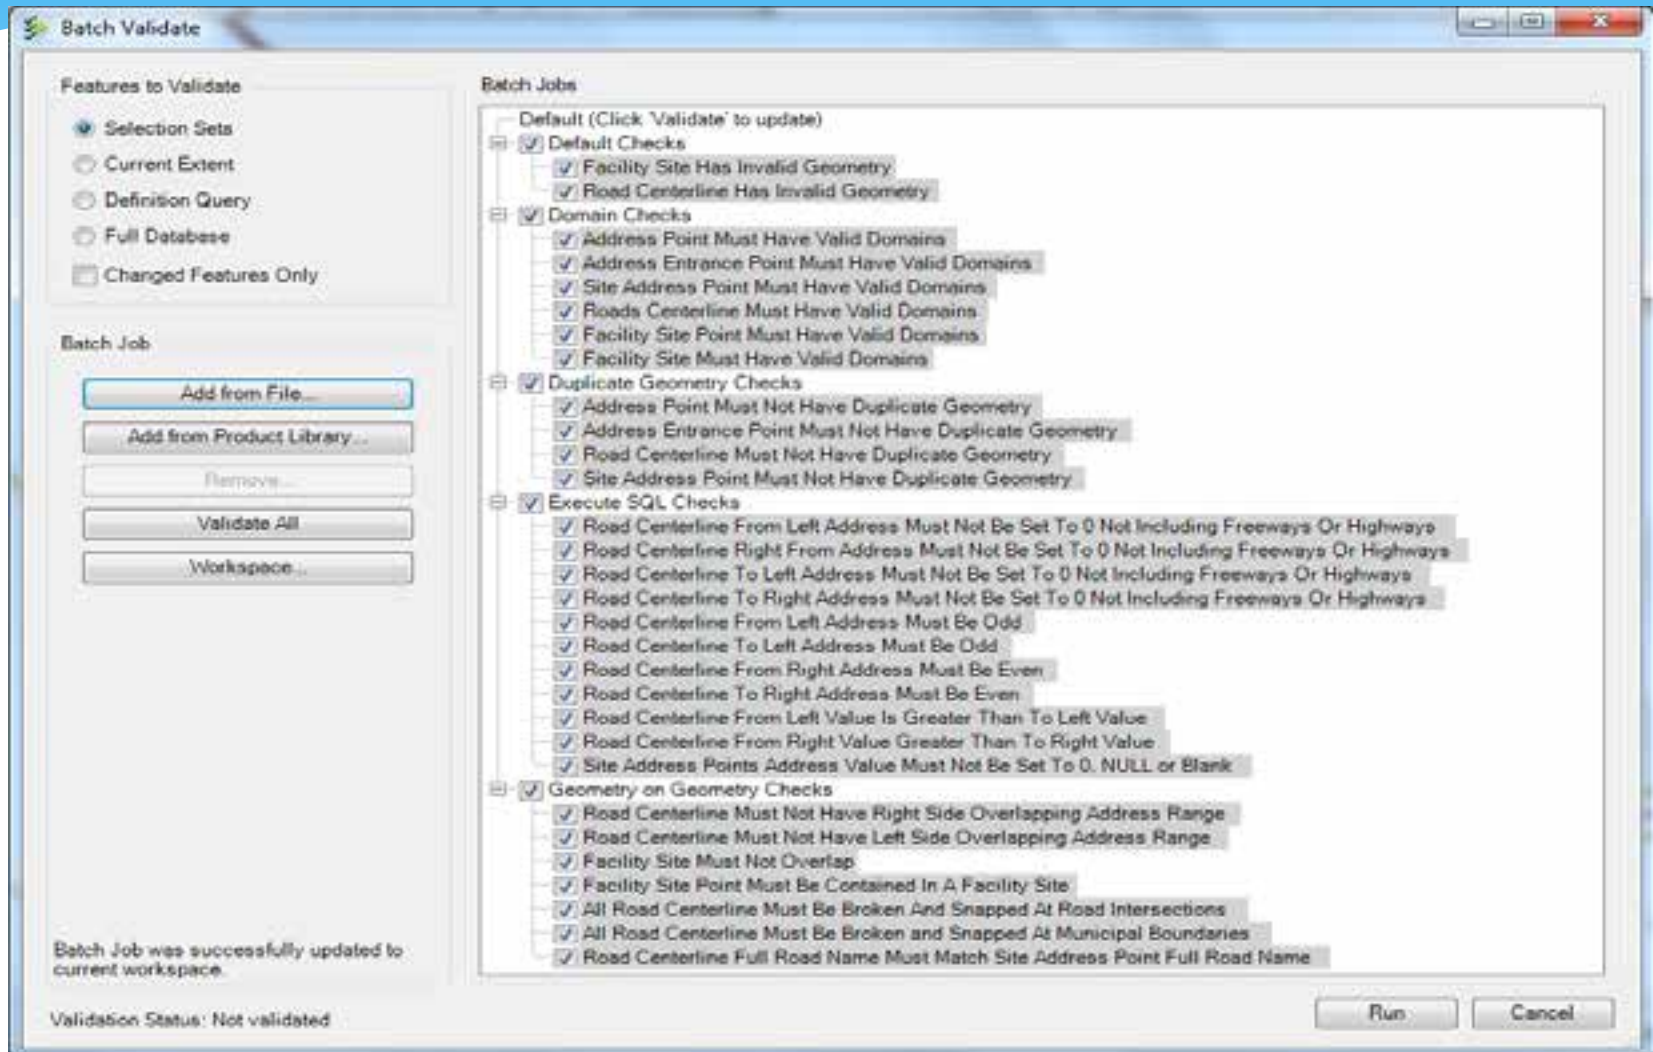 Batch Validate
Features to Validate
Selection Sets
Current Extent
Definition Query
Full Database
Changed Features Only
Batch Job
Add from File...
Add from Product Library...
Remove...
Validate All
Workspace...
Batch Job was successfully updated to
current workspace.
Validation Status: Not validated
Batch Jobs
Default (Click 'Validate' to update)
Default Checks
Facility Site Has Invalid Geometry
Road Centerline Has Invalid Geometry
Domain Checks
Address Point Must Have Valid Domains
Address Entrance Point Must Have Valid Domains
Site Address Point Must Have Valid Domains
Roads Centerline Must Have Valid Domains
Facility Site Point Must Have Valid Domains
Facility Site Must Have Valid Domains
Duplicate Geometry Checks
Address Point Must Not Have Duplicate Geometry
Address Entrance Point Must Not Have Duplicate Geometry
Road Centerline Must Not Have Duplicate Geometry
Site Address Point Must Not Have Duplicate Geometry
Execute SQL Checks
Road Centerline From Left Address Must Not Be Set To 0 Not Including Freeways Or Highways
Road Centerline Right From Address Must Not Be Set To 0 Not Including Freeways Or Highways
Road Centerline To Left Address Must Not Be Set To 0 Not Including Freeways Or Highways
Road Centerline To Right Address Must Not Be Set To 0 Not Including Freeways Or Highways
Road Centerline From Left Address Must Be Odd
Road Centerline To Left Address Must Be Odd
Road Centerline From Right Address Must Be Even
Road Centerline To Right Address Must Be Even
Road Centerline From Left Value Is Greater Than To Left Value
Road Centerline From Right Value Greater Than To Right Value
Site Address Points Address Value Must Not Be Set To 0, NULL or Blank
Geometry on Geometry Checks
Road Centerline Must Not Have Right Side Overlapping Address Range
Road Centerline Must Not Have Left Side Overlapping Address Range
Facility Site Must Not Overlap
Facility Site Point Must Be Contained In A Facility Site
All Road Centerline Must Be Broken And Snapped At Road Intersections
All Road Centerline Must Be Broken and Snapped At Municipal Boundaries
Road Centerline Full Road Name Must Match Site Address Point Full Road Name
Run
Cancel